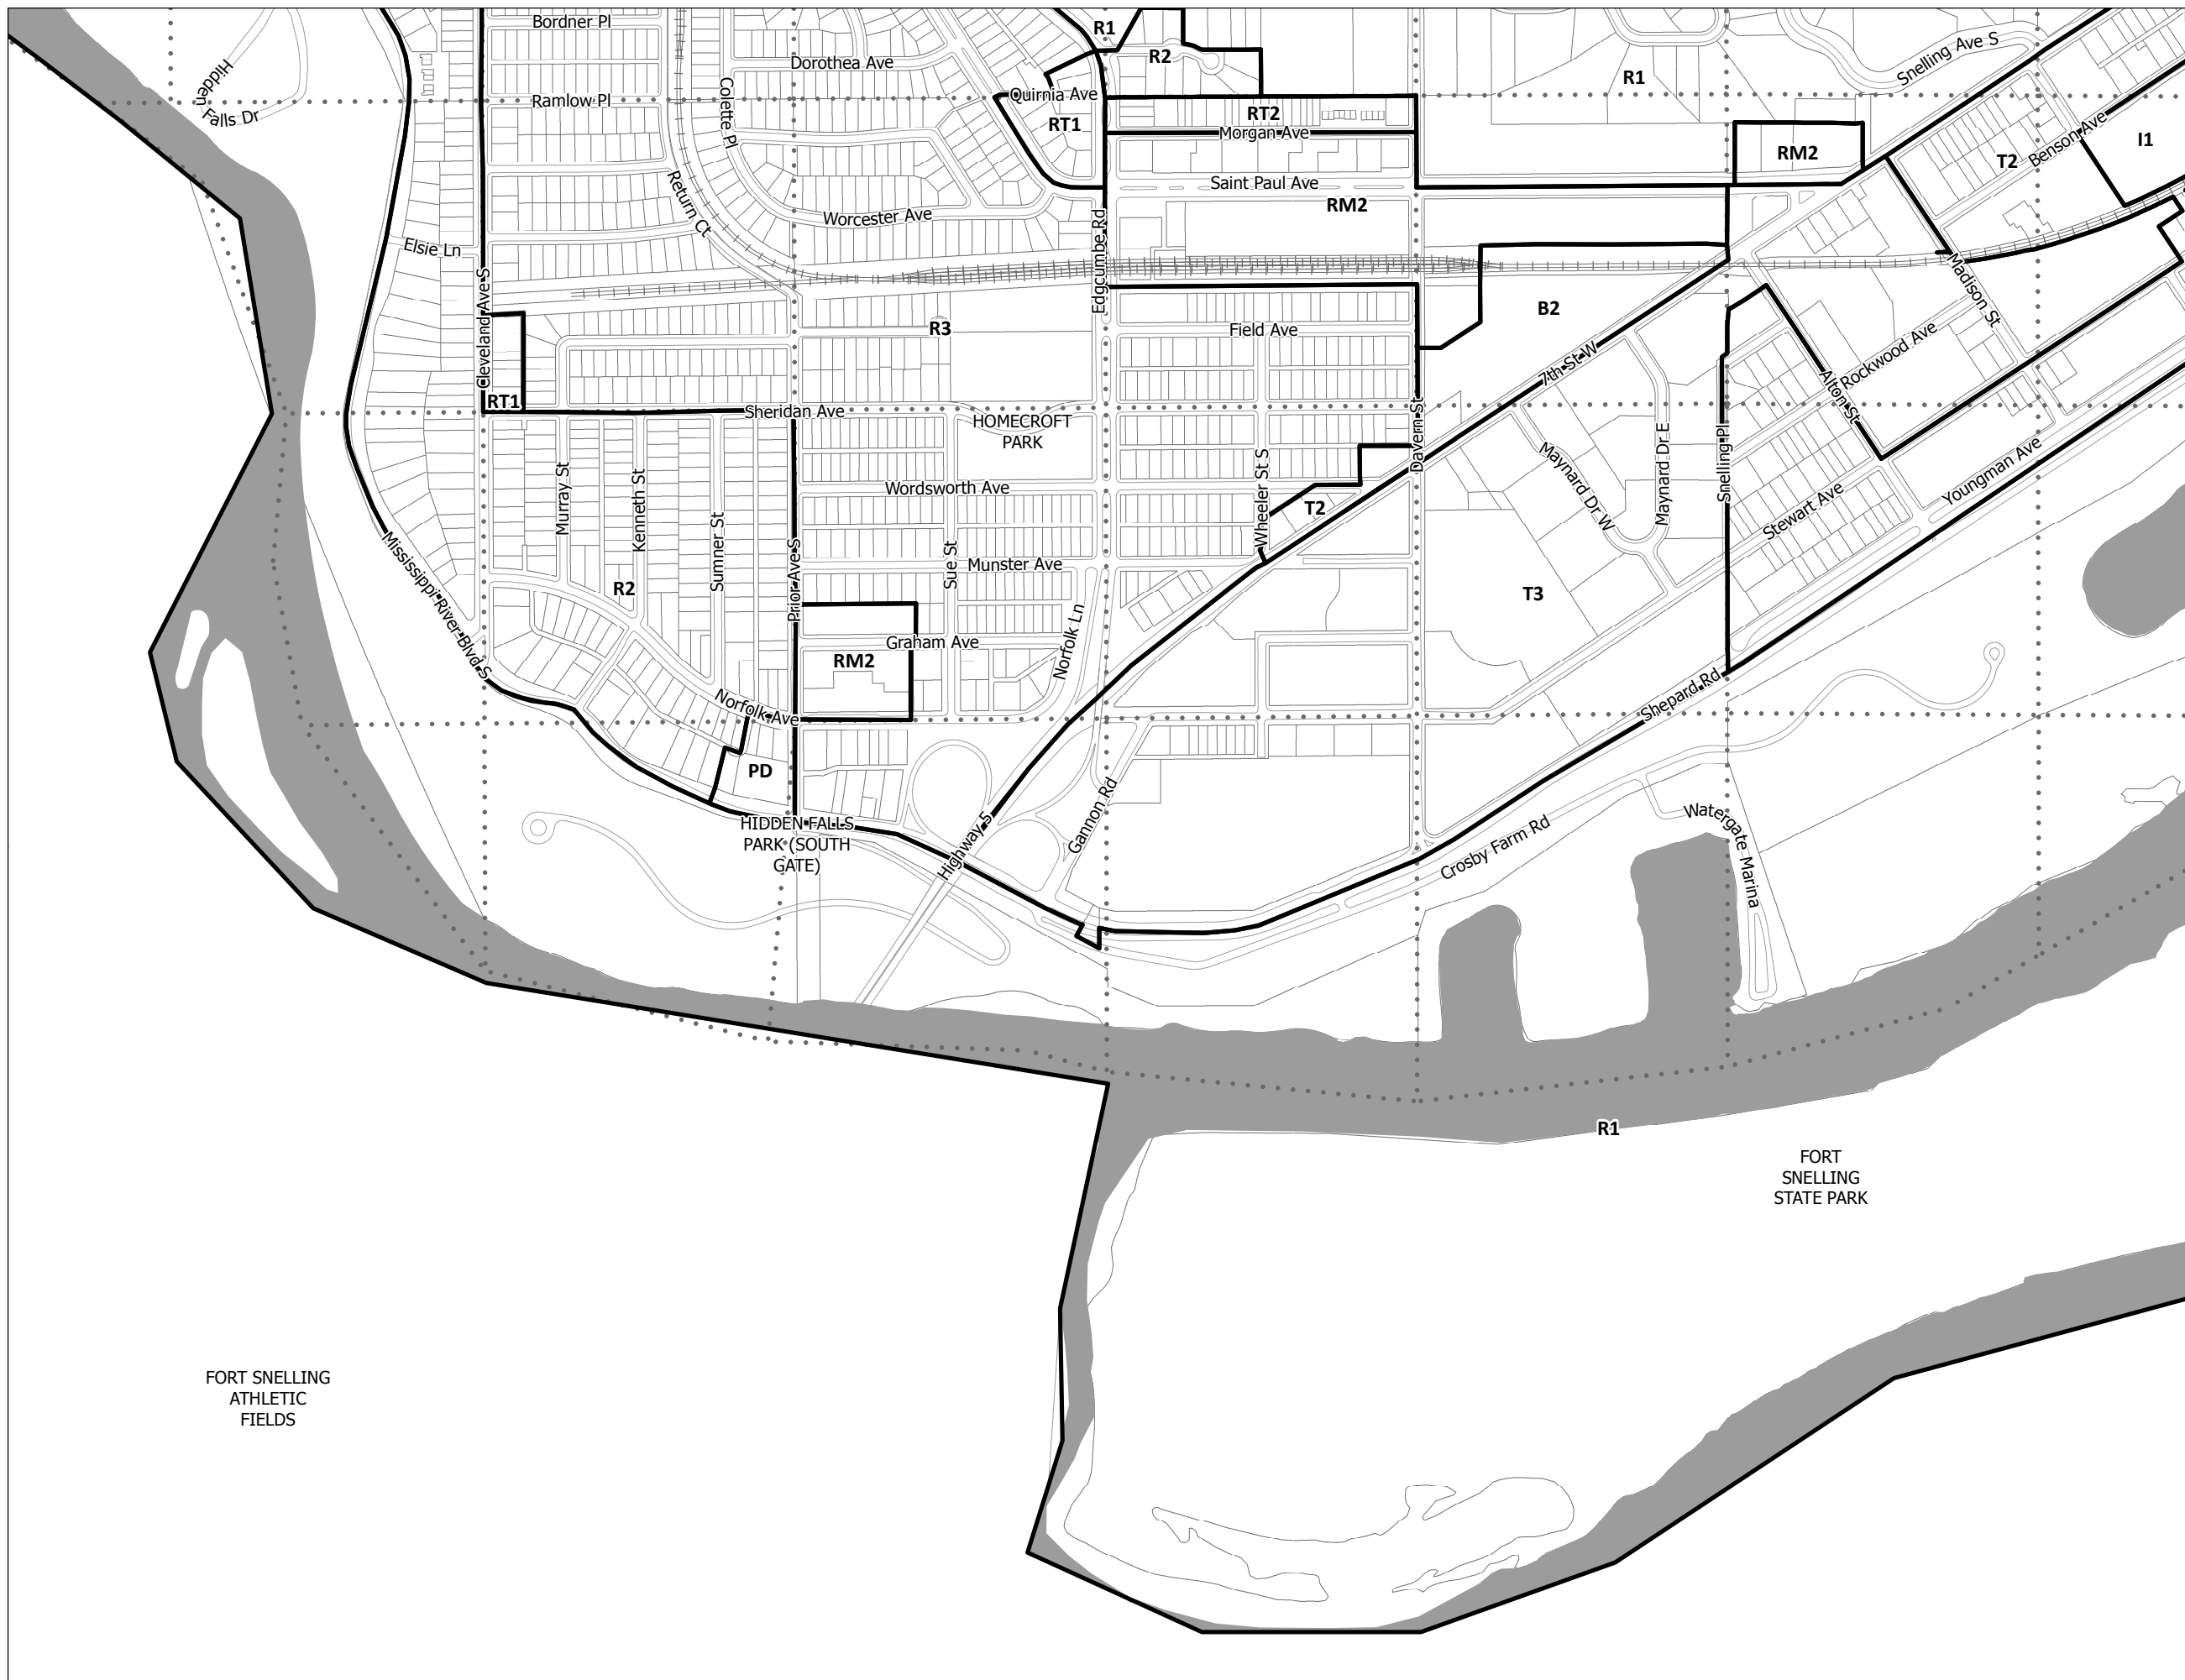 Bordner Pl
R1
R2
Snelling Ave S
Hidden
Falls Dr
Dorothea Ave
R1
Ramlow Pl
Colette Pl
Quirnia Ave
RT1
RT2
Morgan Ave
RM2
T2
Benson Ave
I1
Return Ct
Worcester Ave
Saint Paul Ave
RM2
Elsie Ln
Edgcumbe Rd
Madison St
Cleveland Ave S
R3
Field Ave
B2
7th St W
Rockwood Ave
Alton St
RT1
Sheridan Ave
HOMECROFT
PARK
Davern St
Maynard Dr W
Maynard Dr E
Snelling Pl
Youngman Ave
Murray St
Kenneth St
Sumner St
Wordsworth Ave
Wheeler St S
T2
Stewart Ave
Mississippi River Blvd S
R2
Prior Ave S
Sue St
Munster Ave
T3
Graham Ave
RM2
Norfolk Ln
Norfolk Ave
Shepard Rd
PD
HIDDEN FALLS
PARK (SOUTH
GATE)
Highway 5
Gannon Rd
Crosby Farm Rd
Watergate Marina
R1
FORT
SNELLING
STATE PARK
FORT SNELLING
ATHLETIC
FIELDS